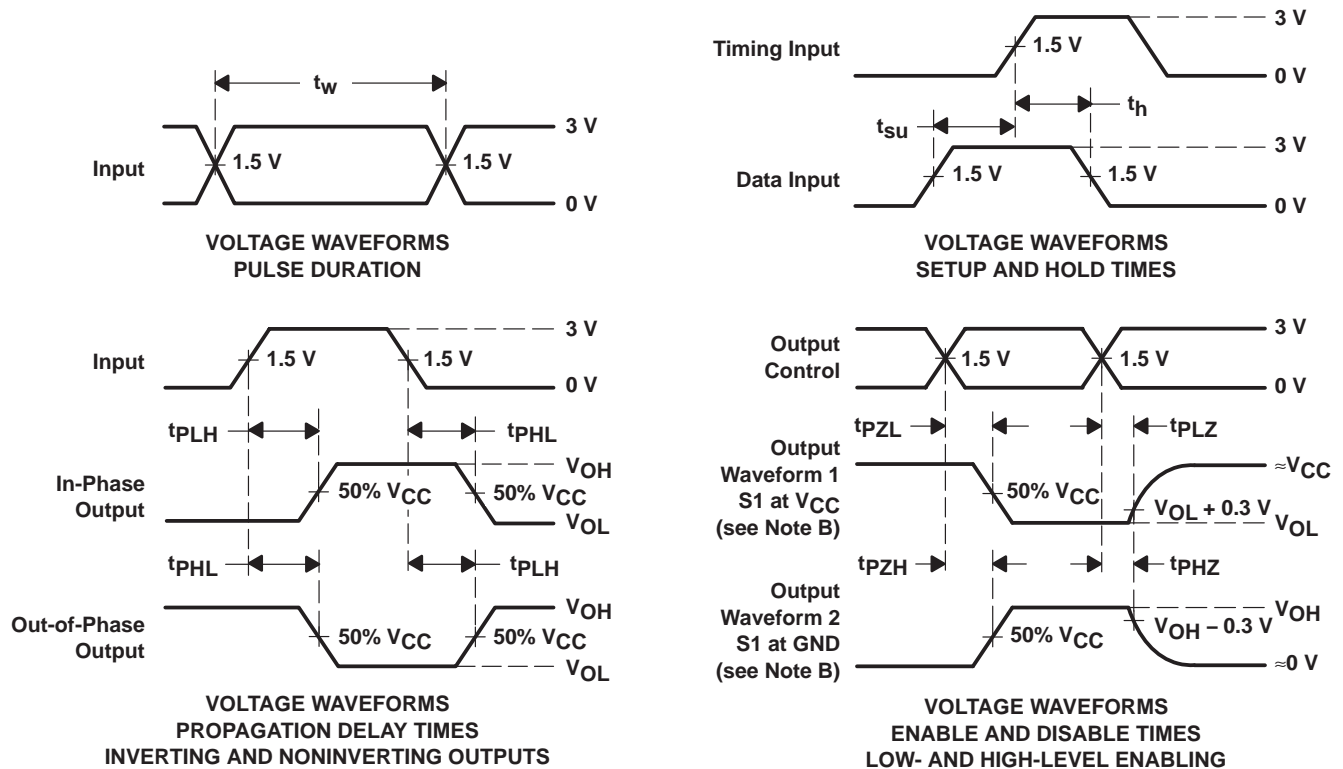 tw
Input
1.5 V
1.5 V
3 V
0 V
VOLTAGE WAVEFORMS
PULSE DURATION
Timing Input
1.5 V
3 V
0 V
th
tsu
Data Input
1.5 V
1.5 V
3 V
0 V
VOLTAGE WAVEFORMS
SETUP AND HOLD TIMES
Input
1.5 V
1.5 V
3 V
0 V
tPLH
tPHL
In-Phase
Output
50% VCC
50% VCC
VOH
VOL
tPHL
tPLH
Out-of-Phase
Output
50% VCC
50% VCC
VOH
VOL
VOLTAGE WAVEFORMS
PROPAGATION DELAY TIMES
INVERTING AND NONINVERTING OUTPUTS
Output
Control
1.5 V
1.5 V
3 V
0 V
tPZL
tPLZ
Output
Waveform 1
S1 at VCC
(see Note B)
50% VCC
≈VCC
VOL + 0.3 V
VOL
tPZH
tPHZ
Output
Waveform 2
S1 at GND
(see Note B)
50% VCC
VOH
VOH – 0.3 V
≈0 V
VOLTAGE WAVEFORMS
ENABLE AND DISABLE TIMES
LOW- AND HIGH-LEVEL ENABLING